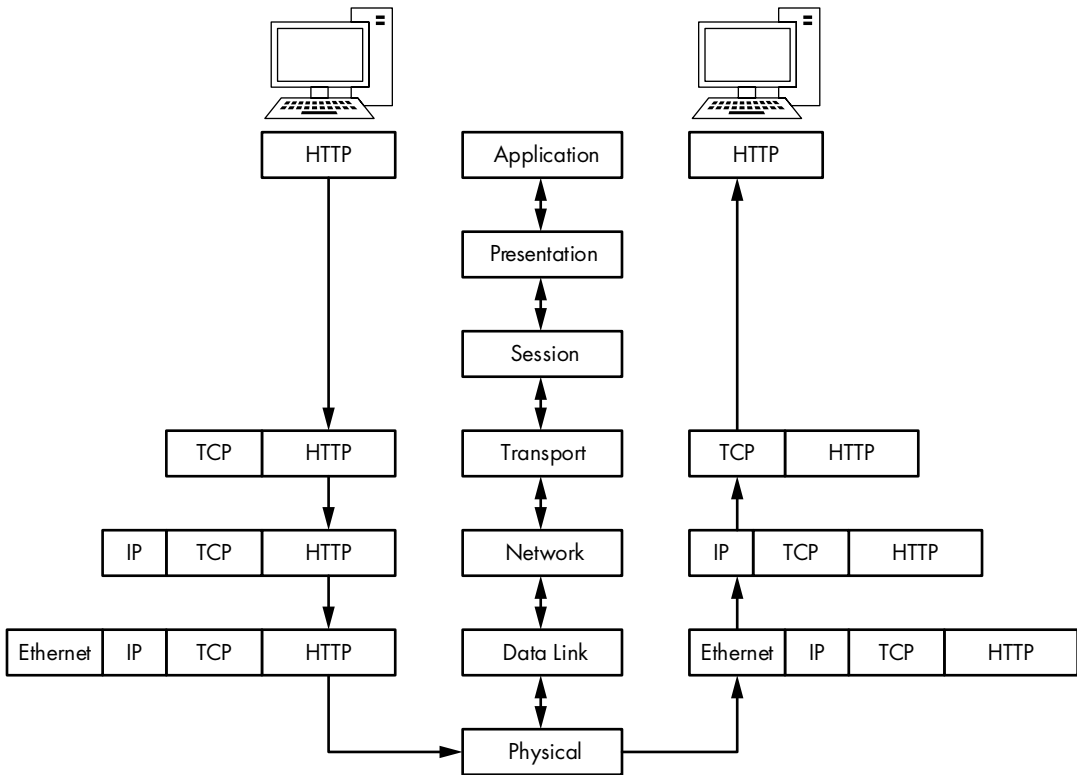 HTTP Application HTTP
Presentation
Session
TCP HTTP Transport TCP HTTP
IP TCP HTTP Network IP TCP HTTP
Ethernet IP TCP HTTP Data Link Ethernet IP TCP HTTP
Physical